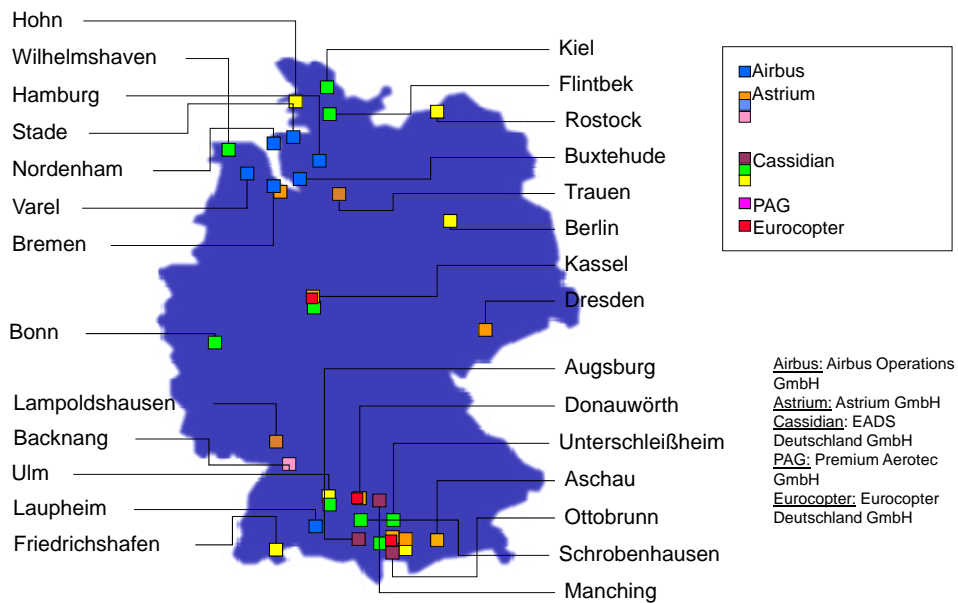 Hohn
Wilhelmshaven
Hamburg
Stade
Nordenham
Varel
Bremen
Bonn
Lampoldshausen
Backnang
Ulm
Laupheim
Friedrichshafen
Kiel
Flintbek
Rostock
Buxtehude
Trauen
Berlin
Kassel
Dresden
Augsburg
Donauwörth
Unterschleißheim
Aschau
Ottobrunn
Schrobenhausen
Manching
Airbus
Astrium
Cassidian
PAG
Eurocopter
Airbus: Airbus Operations
GmbH
Astrium: Astrium GmbH
Cassidian: EADS
Deutschland GmbH
PAG: Premium Aerotec
GmbH
Eurocopter: Eurocopter
Deutschland GmbH